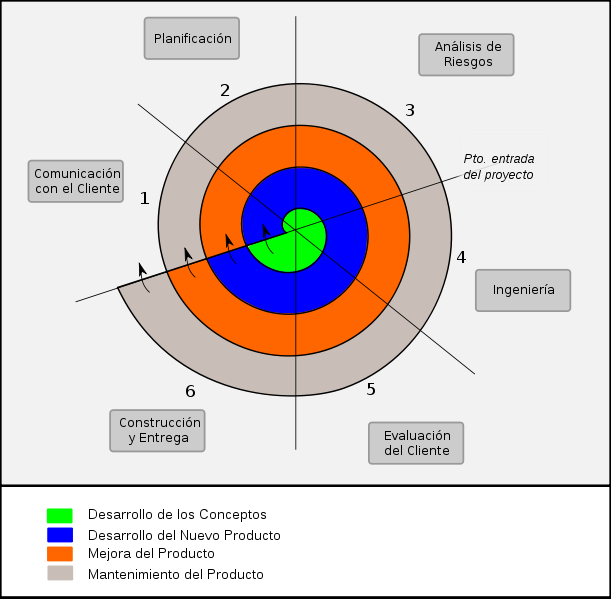 Planificación
Análisis de
Riesgos
2
3
Pto. entrada
del proyecto
Comunicación
con el Cliente
1
4
Ingeniería
6
5
Construcción
y Entrega
Evaluación
del Cliente
Desarrollo de los Conceptos
Desarrollo del Nuevo Producto
Mejora del Producto
Mantenimiento del Producto